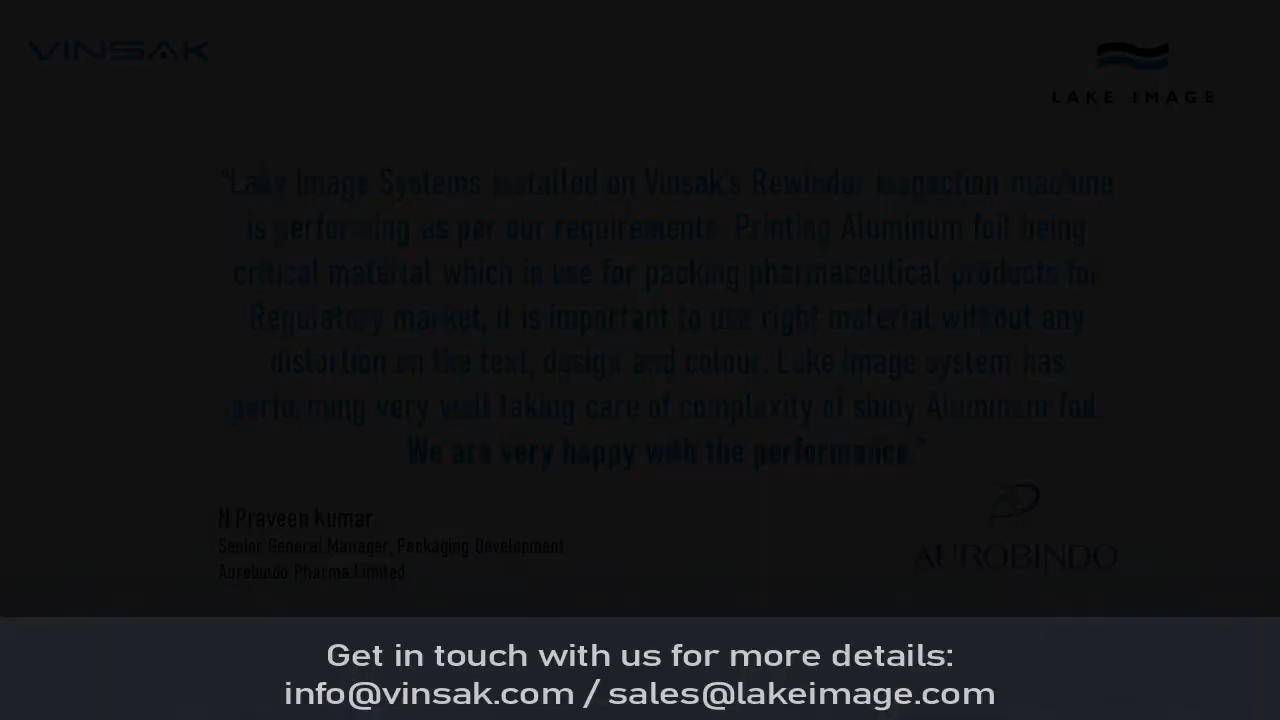 VINSAK
LAKE IMAGE
"Lake Image Systems installed on Vinsak's Rewinder inspection machine
is performing as per our requirements. Printing Aluminum foil being
critical material which in use for packing pharmaceutical products for
Regulatory market, it is important to use right material without any
distortion on the text, design and colour. Lake Image system has
performing very well taking care of complexity of shiny Aluminum foil.
We are very happy with the performance."
N Praveen Kumar
Senior General Manager, Packaging Development
Aurobindo Pharma Limited
AUROBINDO
Get in touch with us for more details:
info@vinsak.com / sales@lakeimage.com